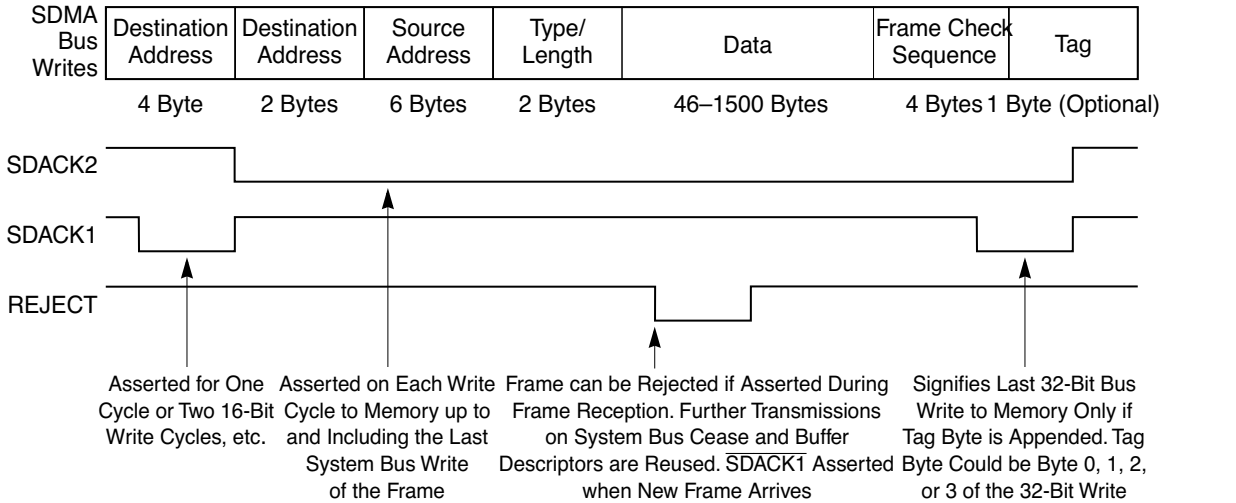 SDMA
Bus
Writes
Destination
Address
Destination
Address
Source
Address
Type/
Length
Data
Frame Check
Sequence
Tag
4 Byte
2 Bytes
6 Bytes
2 Bytes
46–1500 Bytes
4 Bytes
1 Byte (Optional)
SDACK2
SDACK1
REJECT
Asserted for One
Cycle or Two 16-Bit
Write Cycles, etc.
Asserted on Each Write
Cycle to Memory up to
and Including the Last
System Bus Write
of the Frame
Frame can be Rejected if Asserted During
Frame Reception. Further Transmissions
on System Bus Cease and Buffer
Descriptors are Reused. SDACK1 Asserted
when New Frame Arrives
Signifies Last 32-Bit Bus
Write to Memory Only if
Tag Byte is Appended. Tag
Byte Could be Byte 0, 1, 2,
or 3 of the 32-Bit Write